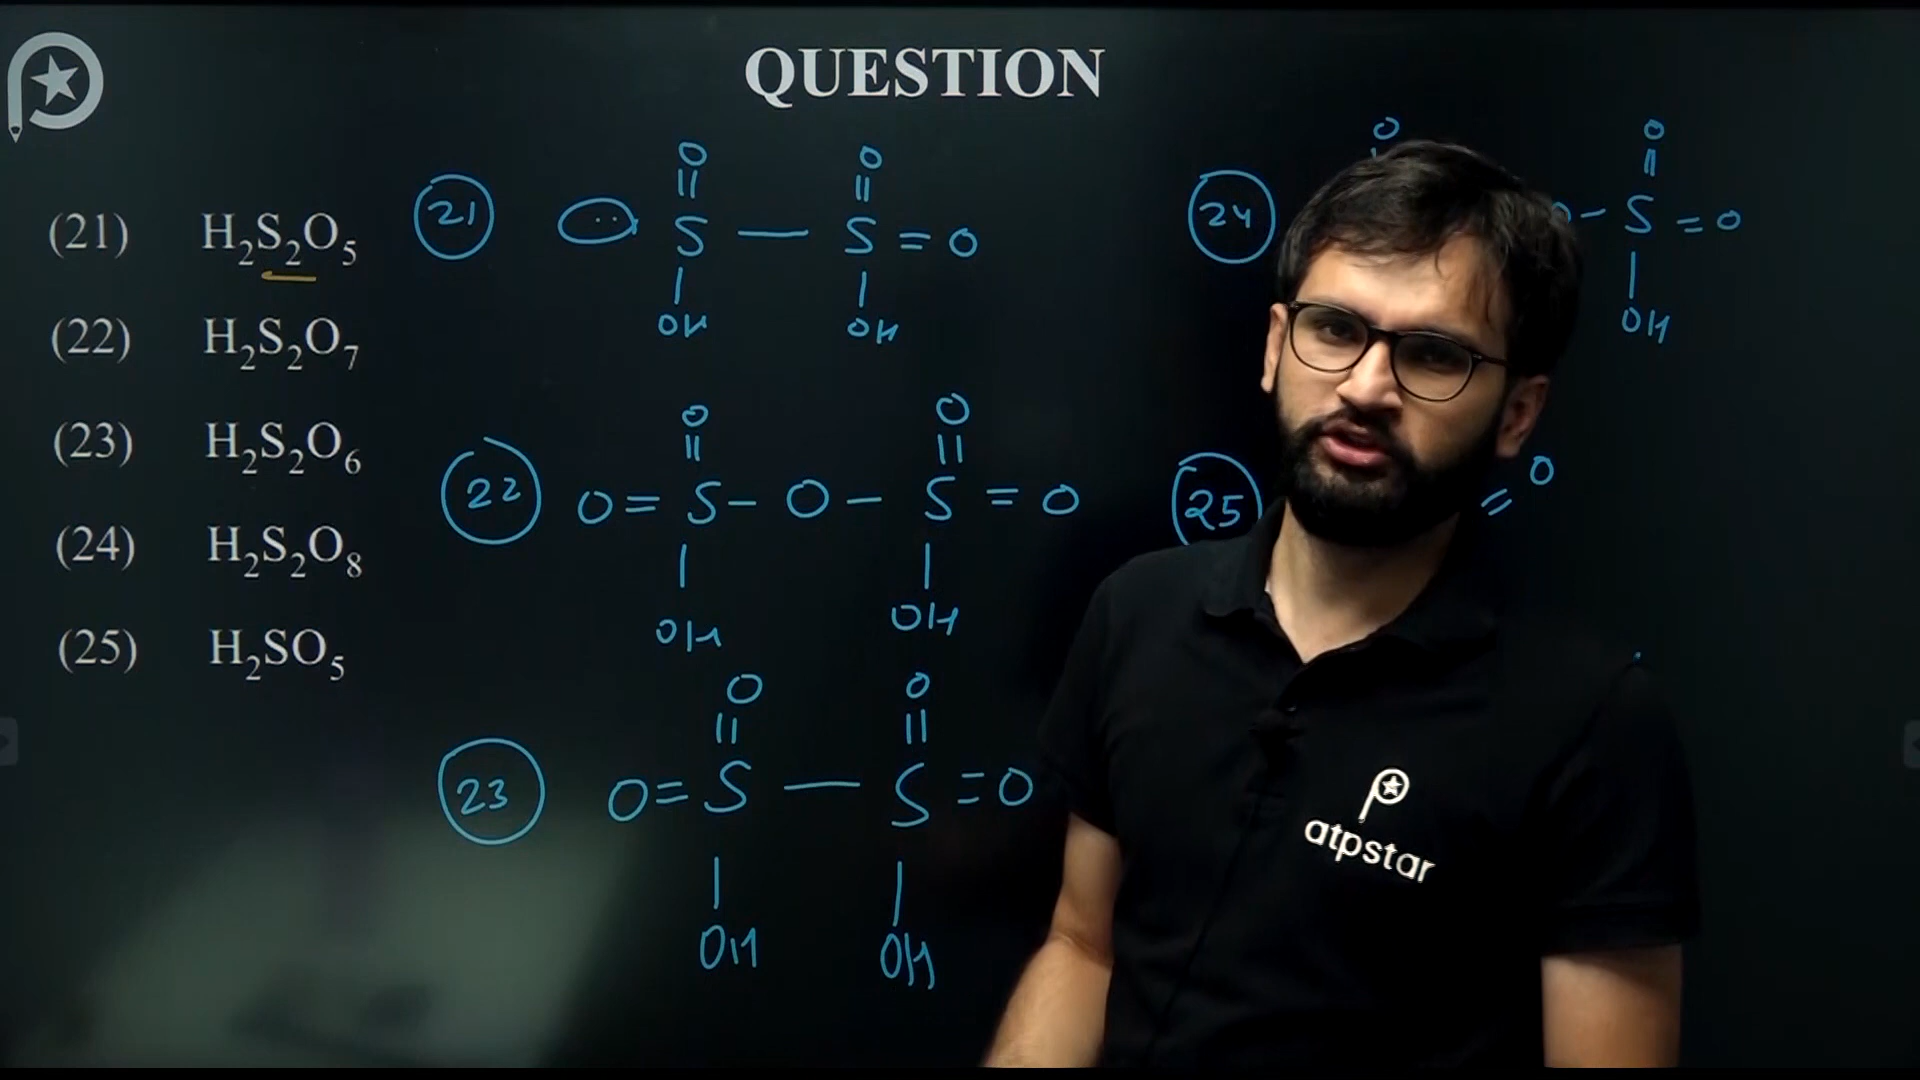 QUESTION
(21) H₂S₂O₅
(22) H₂S₂O₇
(23) H₂S₂O₆
(24) H₂S₂O₈
(25) H₂SO₅
21
O O
|| ||
S — S = O
| |
OH OH
22
O O
|| ||
O = S – O – S = O
| |
OH OH
23
O O
|| ||
O = S — S = O
| |
OH OH
24
O O
||
– S = O
|
OH
25
= O
atpstar